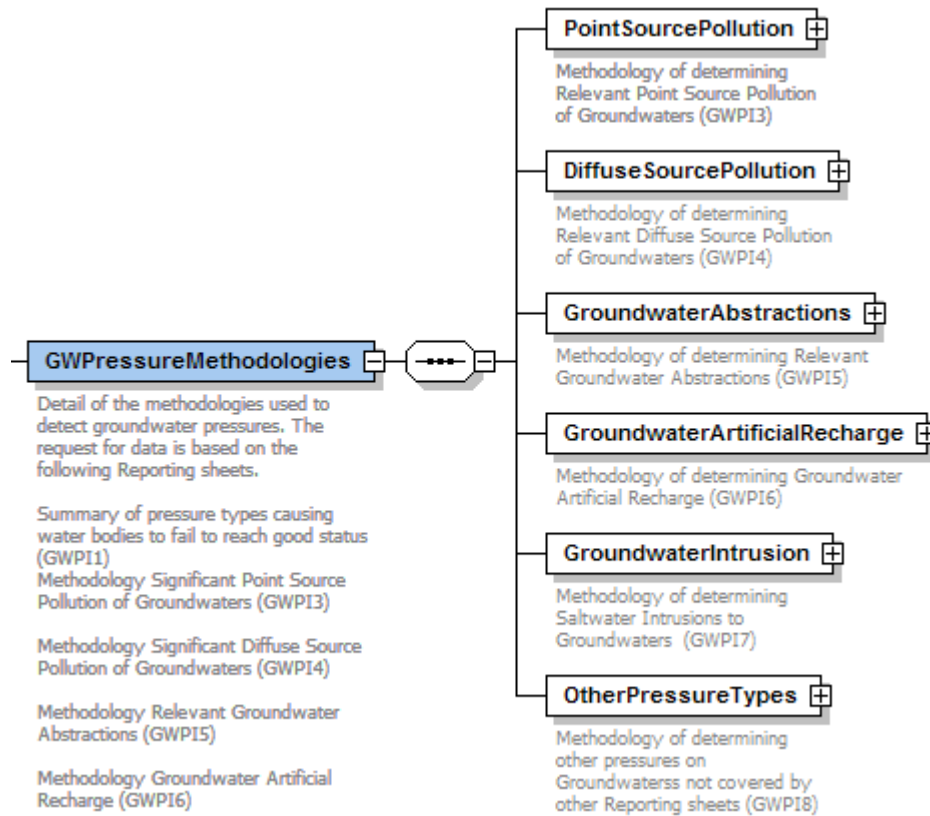 PointSourcePollution
Methodology of determining
Relevant Point Source Pollution
of Groundwaters (GWPI3)
DiffuseSourcePollution
Methodology of determining
Relevant Diffuse Source Pollution
of Groundwaters (GWPI4)
GroundwaterAbstractions
Methodology of determining Relevant
Groundwater Abstractions (GWPI5)
GWPressureMethodologies
Detail of the methodologies used to
detect groundwater pressures. The
request for data is based on the
following Reporting sheets.
Summary of pressure types causing
water bodies to fail to reach good status
(GWPI1)
Methodology Significant Point Source
Pollution of Groundwaters (GWPI3)
Methodology Significant Diffuse Source
Pollution of Groundwaters (GWPI4)
Methodology Relevant Groundwater
Abstractions (GWPI5)
Methodology Groundwater Artificial
Recharge (GWPI6)
GroundwaterArtificialRecharge
Methodology of determining Groundwater
Artificial Recharge (GWPI6)
GroundwaterIntrusion
Methodology of determining
Saltwater Intrusions to
Groundwaters (GWPI7)
OtherPressureTypes
Methodology of determining
other pressures on
Groundwaterss not covered by
other Reporting sheets (GWPI8)